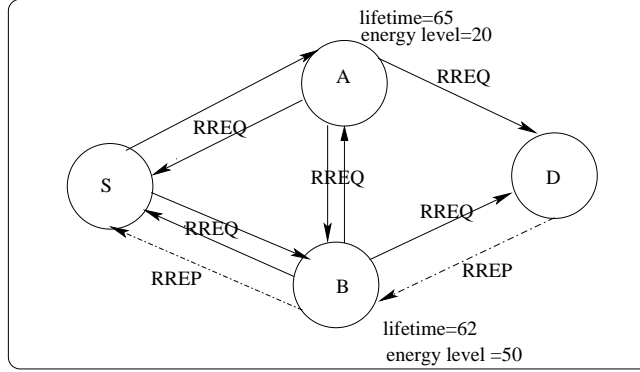 lifetime=65
energy level=20
A
RREQ
RREQ
S
RREQ
D
RREQ
RREQ
RREP
B
RREP
lifetime=62
energy level =50